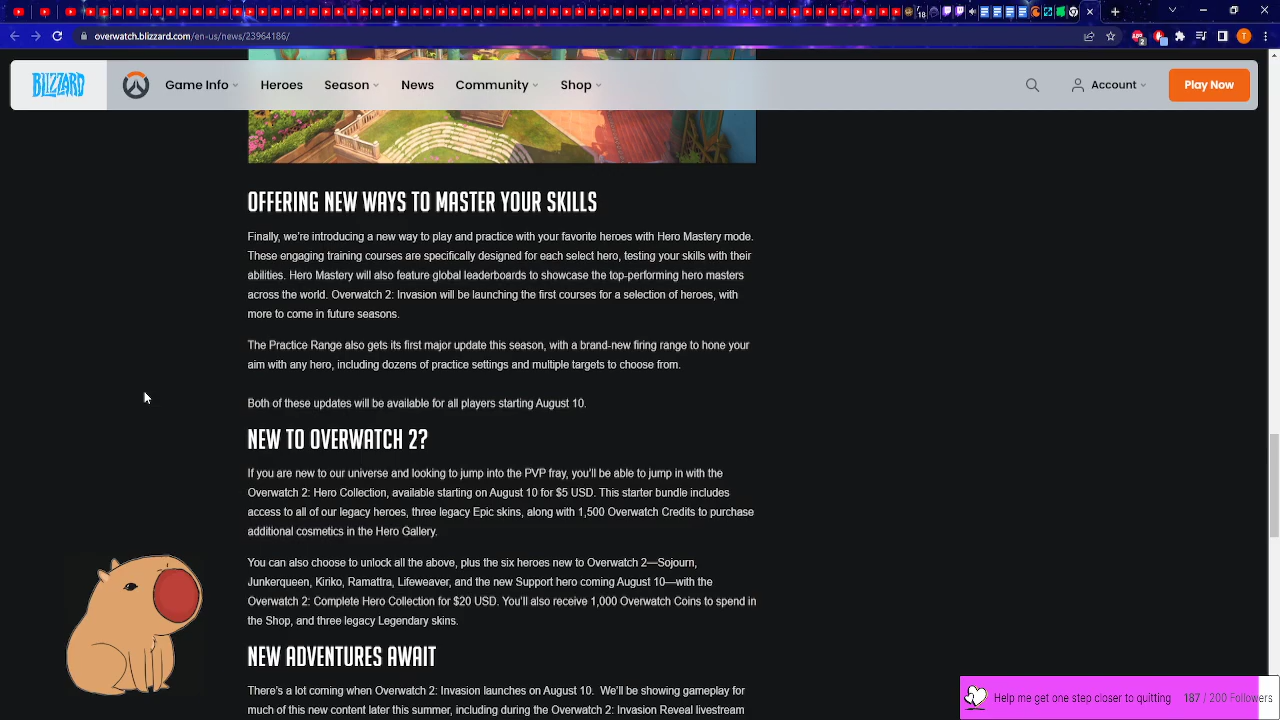 18
2
overwatch.blizzard.com/en-us/news/23964186/
T
BLIZZARD
Game Info
Heroes
Season
News
Community
Shop
Account
Play Now
OFFERING NEW WAYS TO MASTER YOUR SKILLS
Finally, we're introducing a new way to play and practice with your favorite heroes with Hero Mastery mode.
These engaging training courses are specifically designed for each select hero, testing your skills with their
abilities. Hero Mastery will also feature global leaderboards to showcase the top-performing hero masters
across the world. Overwatch 2: Invasion will be launching the first courses for a selection of heroes, with
more to come in future seasons.
The Practice Range also gets its first major update this season, with a brand-new firing range to hone your
aim with any hero, including dozens of practice settings and multiple targets to choose from.
Both of these updates will be available for all players starting August 10.
NEW TO OVERWATCH 2?
If you are new to our universe and looking to jump into the PVP fray, you'll be able to jump in with the
Overwatch 2: Hero Collection, available starting on August 10 for $5 USD. This starter bundle includes
access to all of our legacy heroes, three legacy Epic skins, along with 1,500 Overwatch Credits to purchase
additional cosmetics in the Hero Gallery.
You can also choose to unlock all the above, plus the six heroes new to Overwatch 2—Sojourn,
Junkerqueen, Kiriko, Ramattra, Lifeweaver, and the new Support hero coming August 10—with the
Overwatch 2: Complete Hero Collection for $20 USD. You'll also receive 1,000 Overwatch Coins to spend in
the Shop, and three legacy Legendary skins.
NEW ADVENTURES AWAIT
There's a lot coming when Overwatch 2: Invasion launches on August 10. We'll be showing gameplay for
much of this new content later this summer, including during the Overwatch 2: Invasion Reveal livestream
Help me get one step closer to quitting 187 / 200 Followers